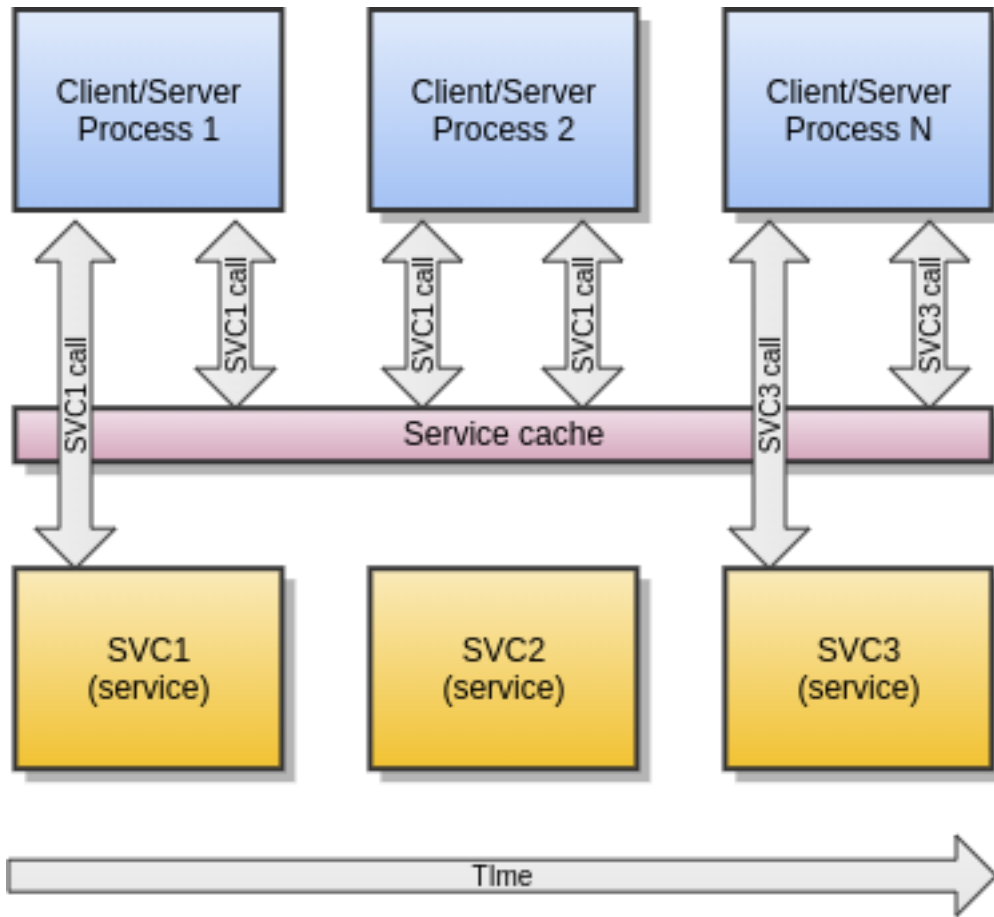 Client/Server
Process 1
Client/Server
Process 2
Client/Server
Process N
SVC1 call
SVC1 call
SVC1 call
SVC1 call
SVC3 call
SVC3 call
Service cache
SVC1
(service)
SVC2
(service)
SVC3
(service)
TIme